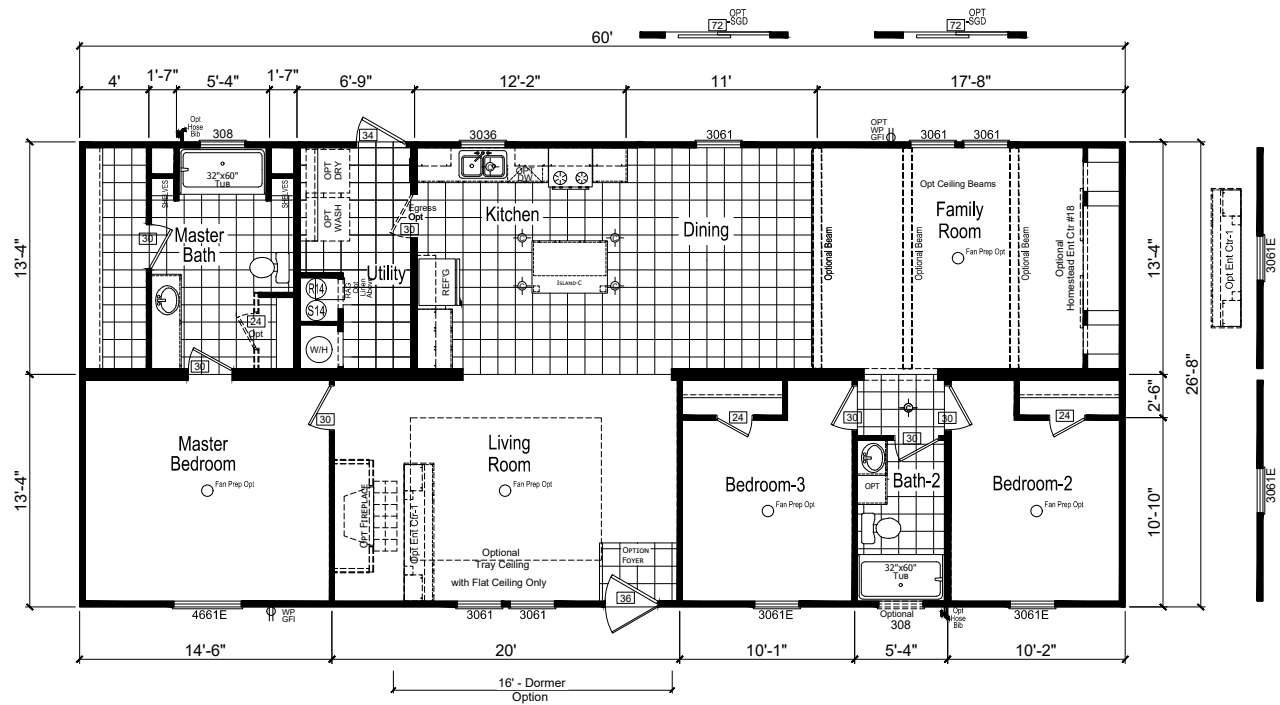 OPT
SGD
72
OPT
SGD
72
60'
4'
1'-7"
5'-4"
1'-7"
6'-9"
12'-2"
11'
17'-8"
Opt
Hose
Bib
308
34
3036
3061
OPT
WP
GFI
3061
3061
32"x60"
TUB
SHELVES
SHELVES
OPT
DRY
OPT
WASH
OPT
DW
Egress
Opt
30
Kitchen
Dining
Opt Ceiling Beams
Family
Room
Fan Prep Opt
Optional Beam
Optional Beam
Optional Beam
Optional
Homestead Ent Ctr #18
13'-4"
13'-4"
Opt Ent Ctr-1
3061E
30
Master
Bath
Utility
R14
S14
Linen
Above
REF'G
ISLAND-C
24
Opt
W/H
30
26'-8"
2'-6"
30
30
30
30
24
24
Master
Bedroom
Fan Prep Opt
Living
Room
Fan Prep Opt
Bedroom-3
Fan Prep Opt
OPT
Bath-2
Bedroom-2
Fan Prep Opt
13'-4"
10'-10"
3061E
OPT FIREPLACE
Opt Ent Ctr-1
Optional
Tray Ceiling
with Flat Ceiling Only
OPTION
FOYER
36
32"x60"
TUB
4661E
WP
GFI
3061
3061
3061E
Optional
308
Opt
Hose
Bib
3061E
14'-6"
20'
10'-1"
5'-4"
10'-2"
16' - Dormer
Option